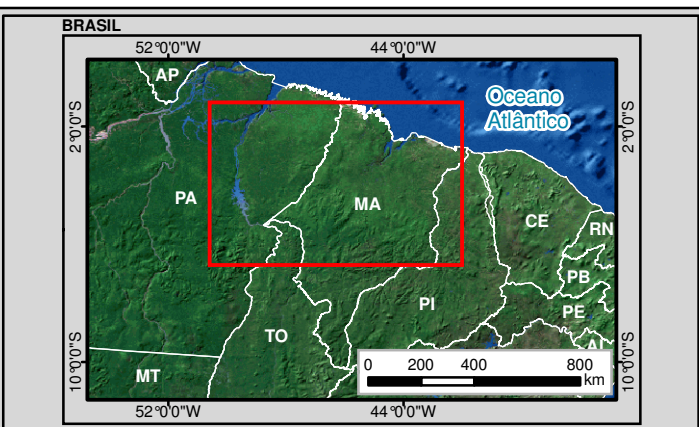 BRASIL
52°0'0"W 44°0'0"W
AP
Oceano
Atlântico
2°0'0"S 2°0'0"S
PA
MA
CE
RN
PB
PI
PE
TO
AL
MT
0 200 400 800
km
10°0'0"S 10°0'0"S
52°0'0"W 44°0'0"W